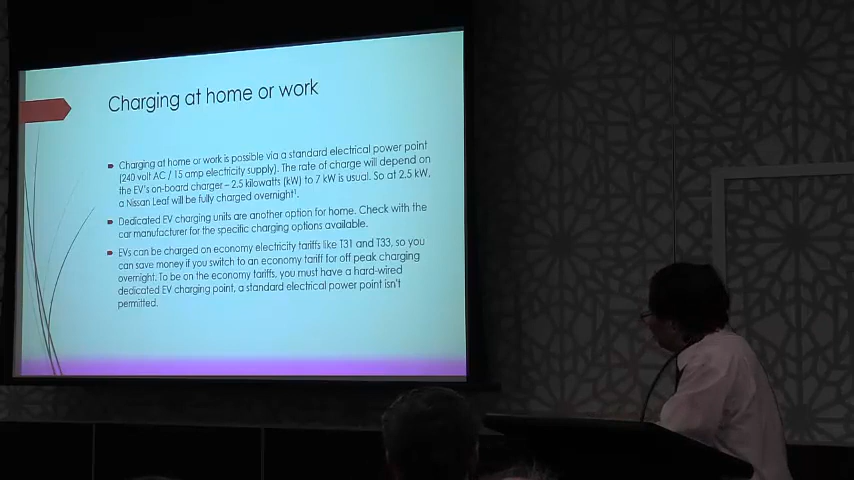 Charging at home or work
Charging at home or work is possible via a standard electrical power point
(240 volt AC / 15 amp electricity supply). The rate of charge will depend on
the EV's on-board charger – 2.5 kilowatts (kW) to 7 kW is usual. So at 2.5 kW,
a Nissan Leaf will be fully charged overnight¹.
Dedicated EV charging units are another option for home. Check with the
car manufacturer for the specific charging options available.
EVs can be charged on economy electricity tariffs like T31 and T33, so you
can save money if you switch to an economy tariff for off peak charging
overnight. To be on the economy tariffs, you must have a hard-wired
dedicated EV charging point, a standard electrical power point isn't
permitted.